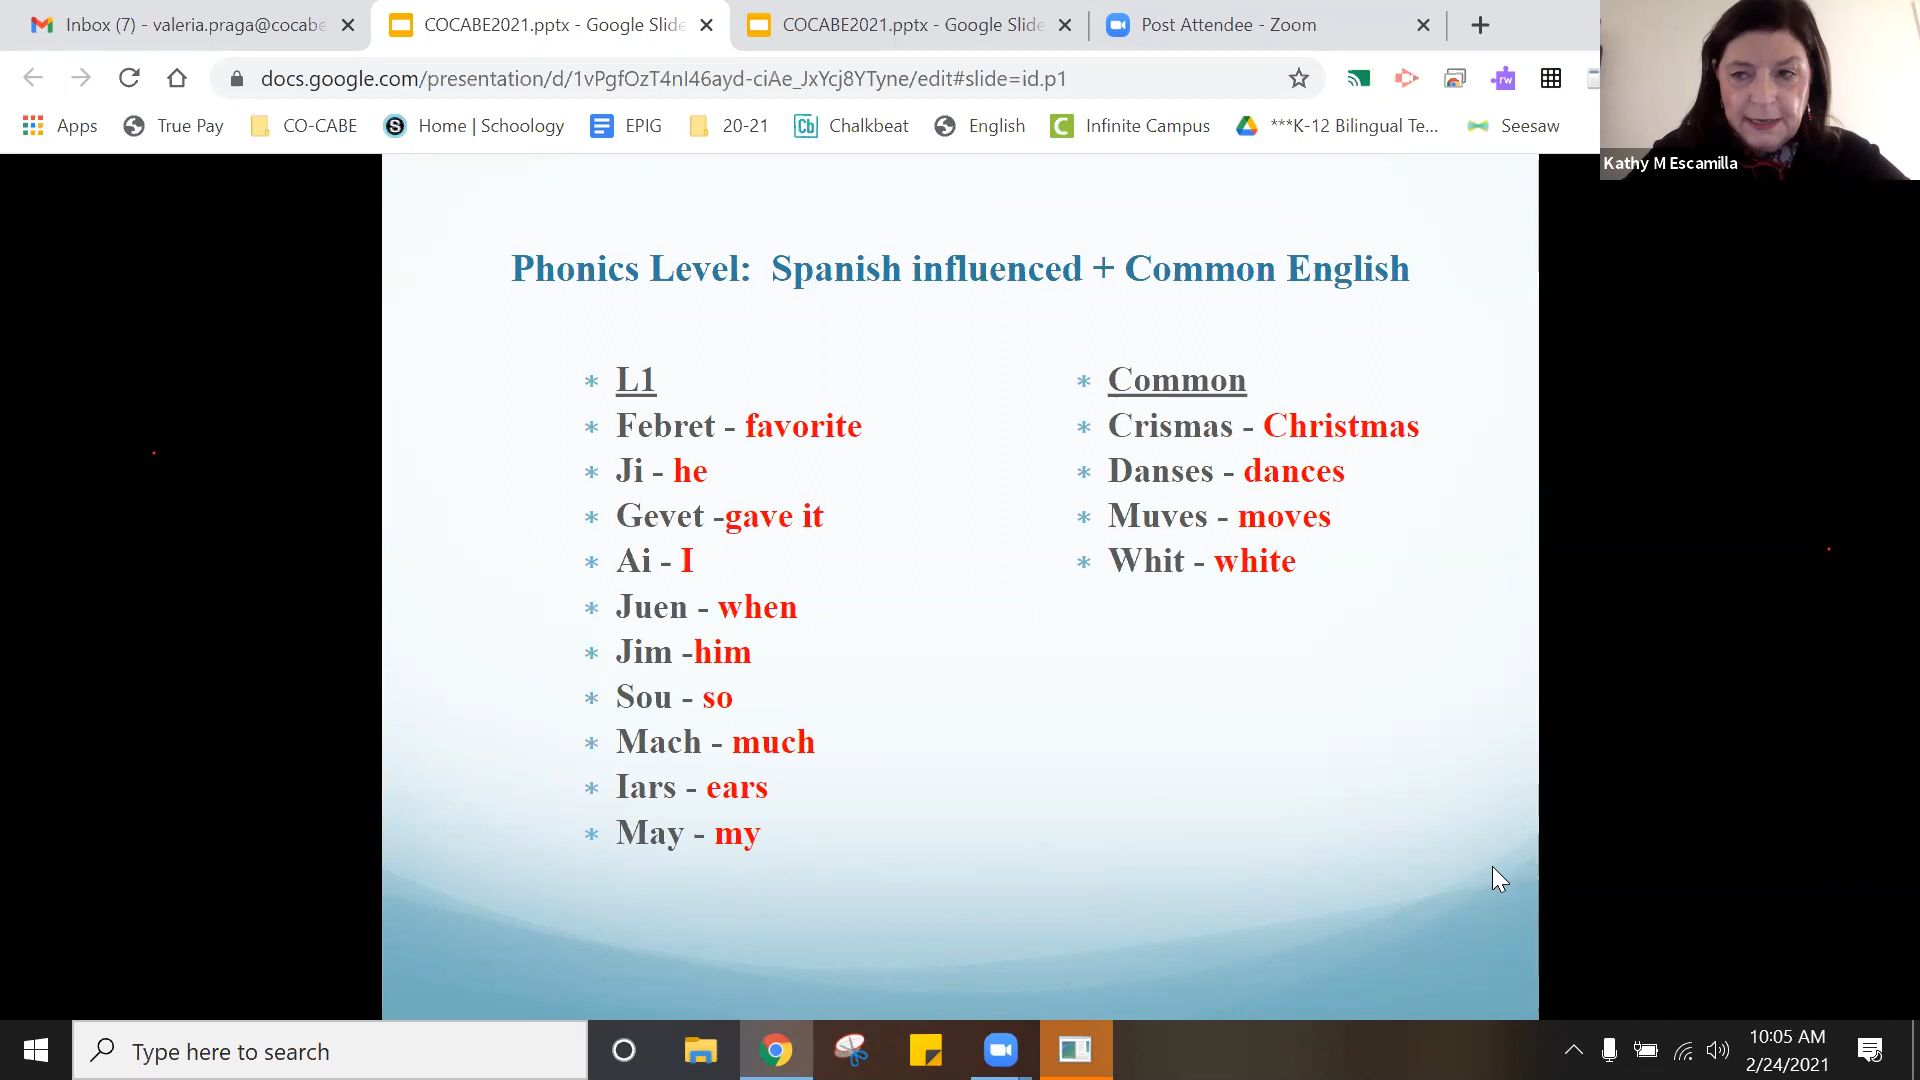 Inbox (7) - valeria.praga@cocabe
COCABE2021.pptx - Google Slide
COCABE2021.pptx - Google Slide
Post Attendee - Zoom
docs.google.com/presentation/d/1vPgfOzT4nI46ayd-ciAe_JxYcj8YTyne/edit#slide=id.p1
rw
Apps
True Pay
CO-CABE
Home | Schoology
EPIG
20-21
Cb Chalkbeat
English
Infinite Campus
***K-12 Bilingual Te...
Seesaw
Kathy M Escamilla
Phonics Level: Spanish influenced + Common English
* L1
* Febret - favorite
* Ji - he
* Gevet -gave it
* Ai - I
* Juen - when
* Jim -him
* Sou - so
* Mach - much
* Iars - ears
* May - my
* Common
* Crismas - Christmas
* Danses - dances
* Muves - moves
* Whit - white
Type here to search
10:05 AM
2/24/2021